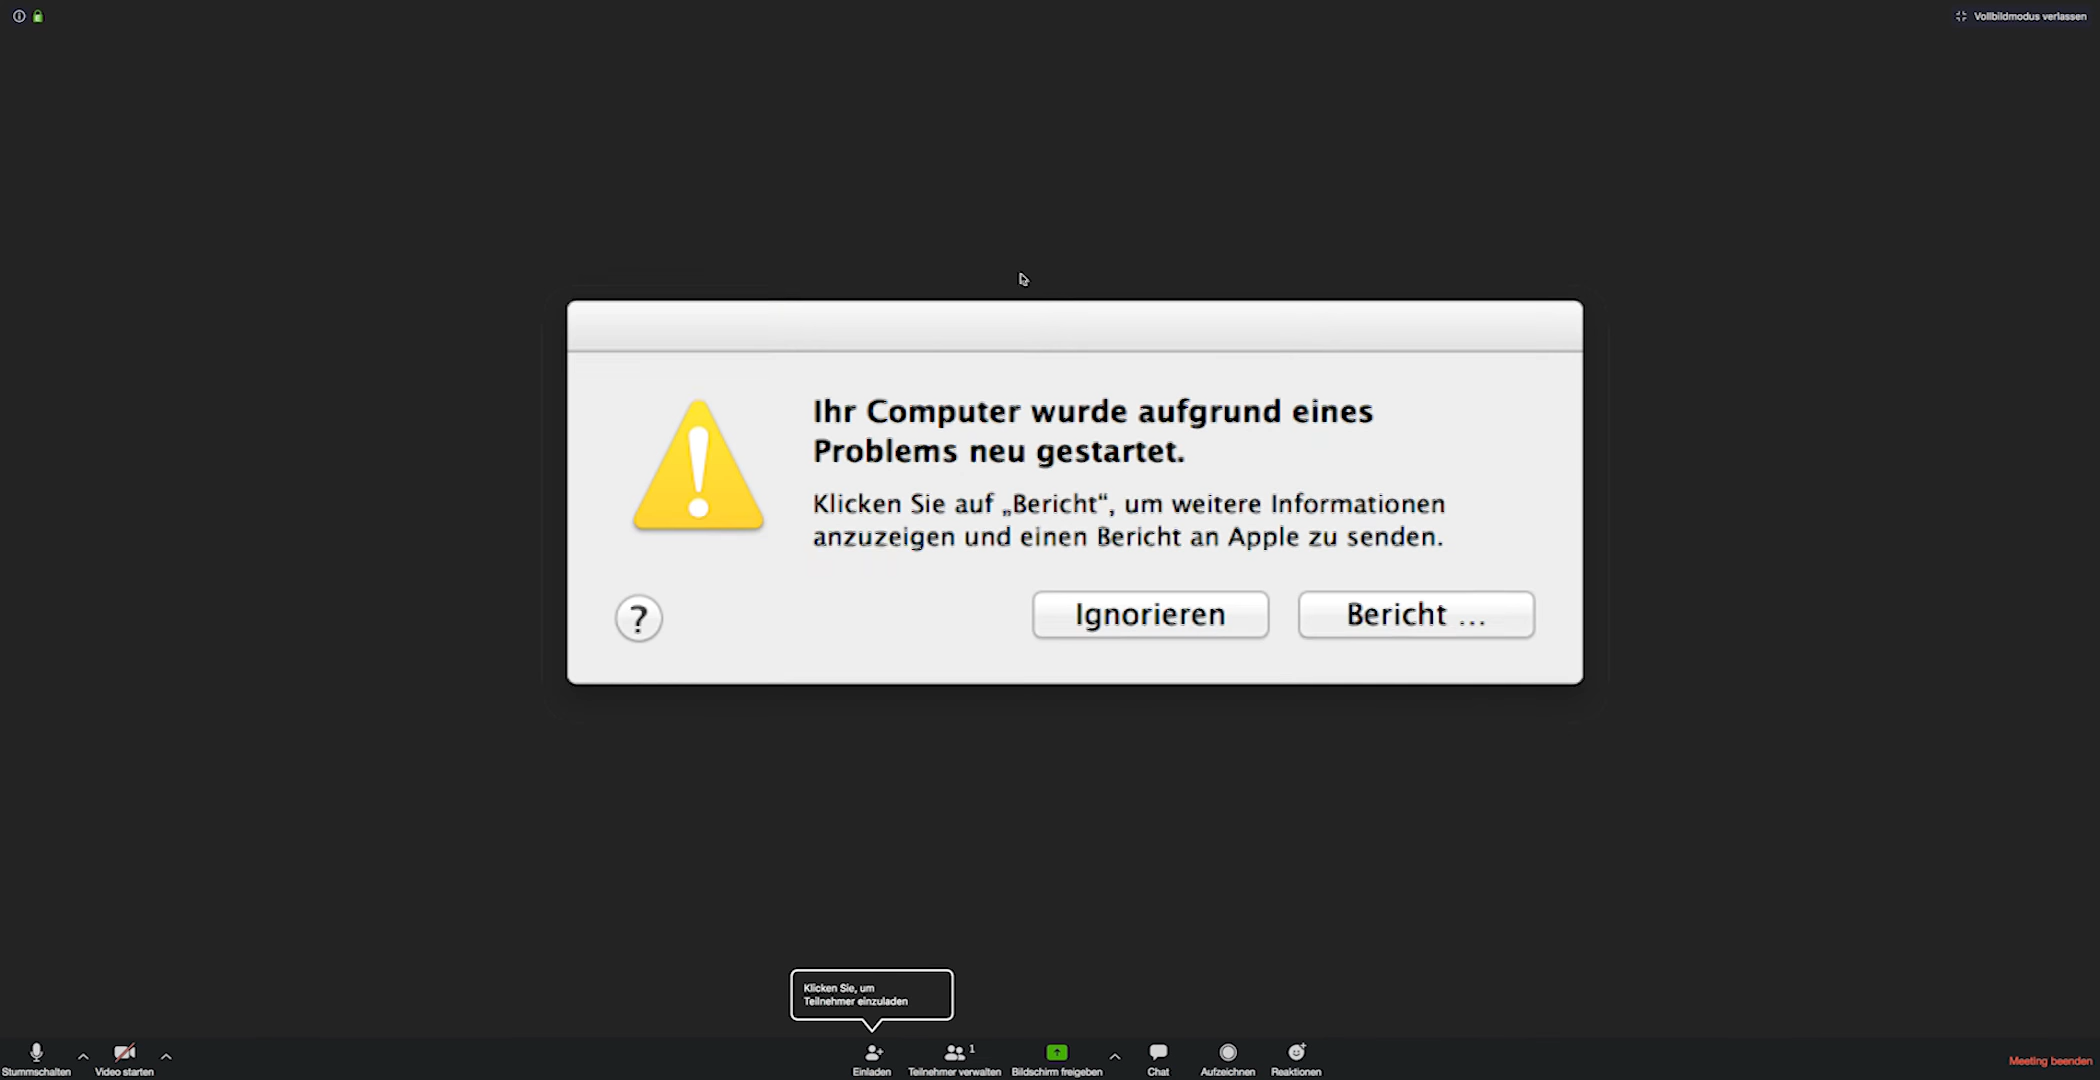 Vollbildmodus verlassen
Ihr Computer wurde aufgrund eines
Problems neu gestartet.
Klicken Sie auf „Bericht“, um weitere Informationen
anzuzeigen und einen Bericht an Apple zu senden.
?
Ignorieren
Bericht ...
Klicken Sie, um
Teilnehmer einzuladen
Stummschalten
Video starten
Einladen
1
Teilnehmer verwalten
Bildschirm freigeben
Chat
Aufzeichnen
Reaktionen
Meeting beenden